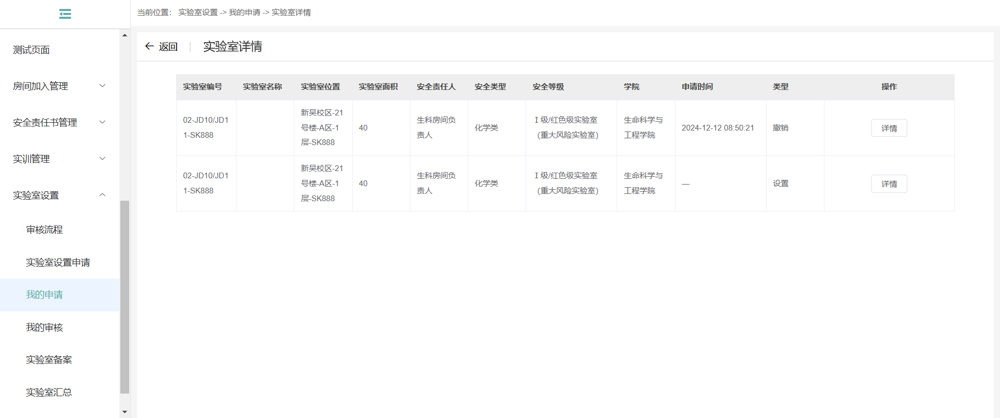 当前位置： 实验室设置 -> 我的申请 -> 实验室详情
测试页面
房间加入管理
安全责任书管理
实训管理
实验室设置
审核流程
实验室设置申请
我的申请
我的审核
实验室备案
实验室汇总
返回 实验室详情
实验室编号 实验室名称 实验室位置 实验室面积 安全责任人 安全类型 安全等级 学院 申请时间 类型 操作
02-JD10/JD1
1-SK888
新吴校区-21
号楼-A区-1
层-SK888
40
生科房间负
责人
化学类
Ⅰ级/红色级实验室
(重大风险实验室)
生命科学与
工程学院
2024-12-12 08:50:21
撤销
详情
02-JD10/JD1
1-SK888
新吴校区-21
号楼-A区-1
层-SK888
40
生科房间负
责人
化学类
Ⅰ级/红色级实验室
(重大风险实验室)
生命科学与
工程学院
—
设置
详情